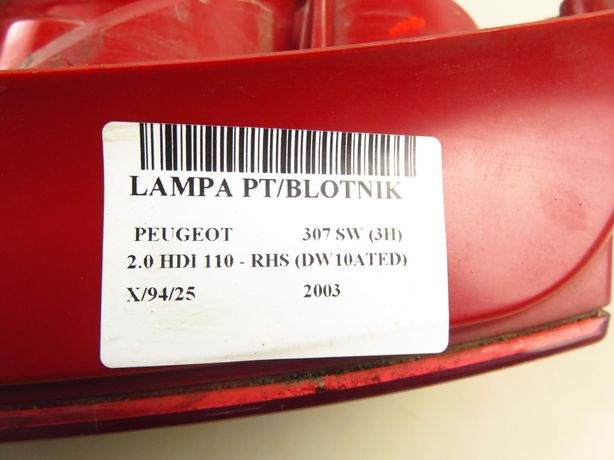 LAMPA PT/BLOTNIK
PEUGEOT 307 SW (3H)
2.0 HDI 110 - RHS (DW10ATED)
X/94/25 2003